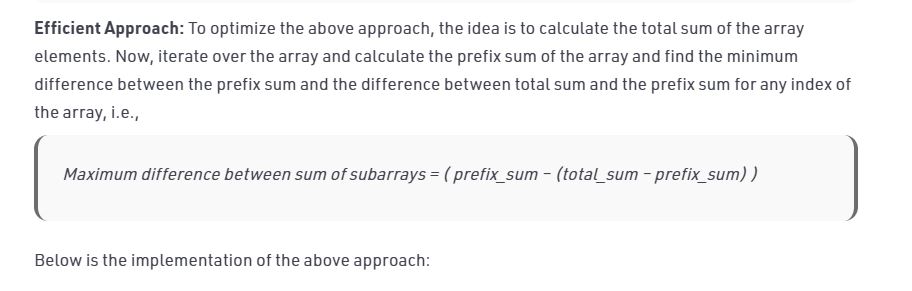 Efficient Approach: To optimize the above approach, the idea is to calculate the total sum of the array
elements. Now, iterate over the array and calculate the prefix sum of the array and find the minimum
difference between the prefix sum and the difference between total sum and the prefix sum for any index of
the array, i.e.,
Maximum difference between sum of subarrays = ( prefix_sum – (total_sum – prefix_sum) )
Below is the implementation of the above approach: